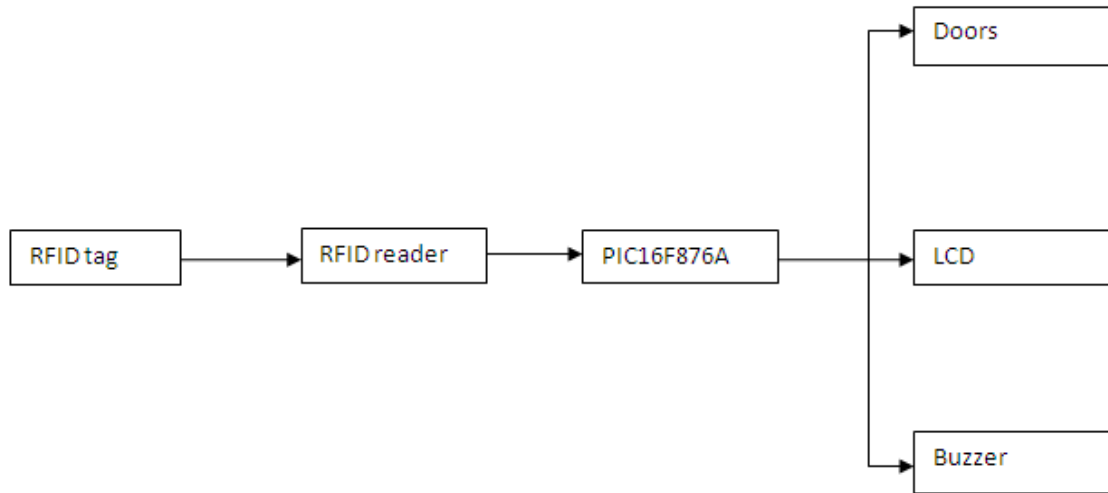 Doors
RFID tag
RFID reader
PIC16F876A
LCD
Buzzer